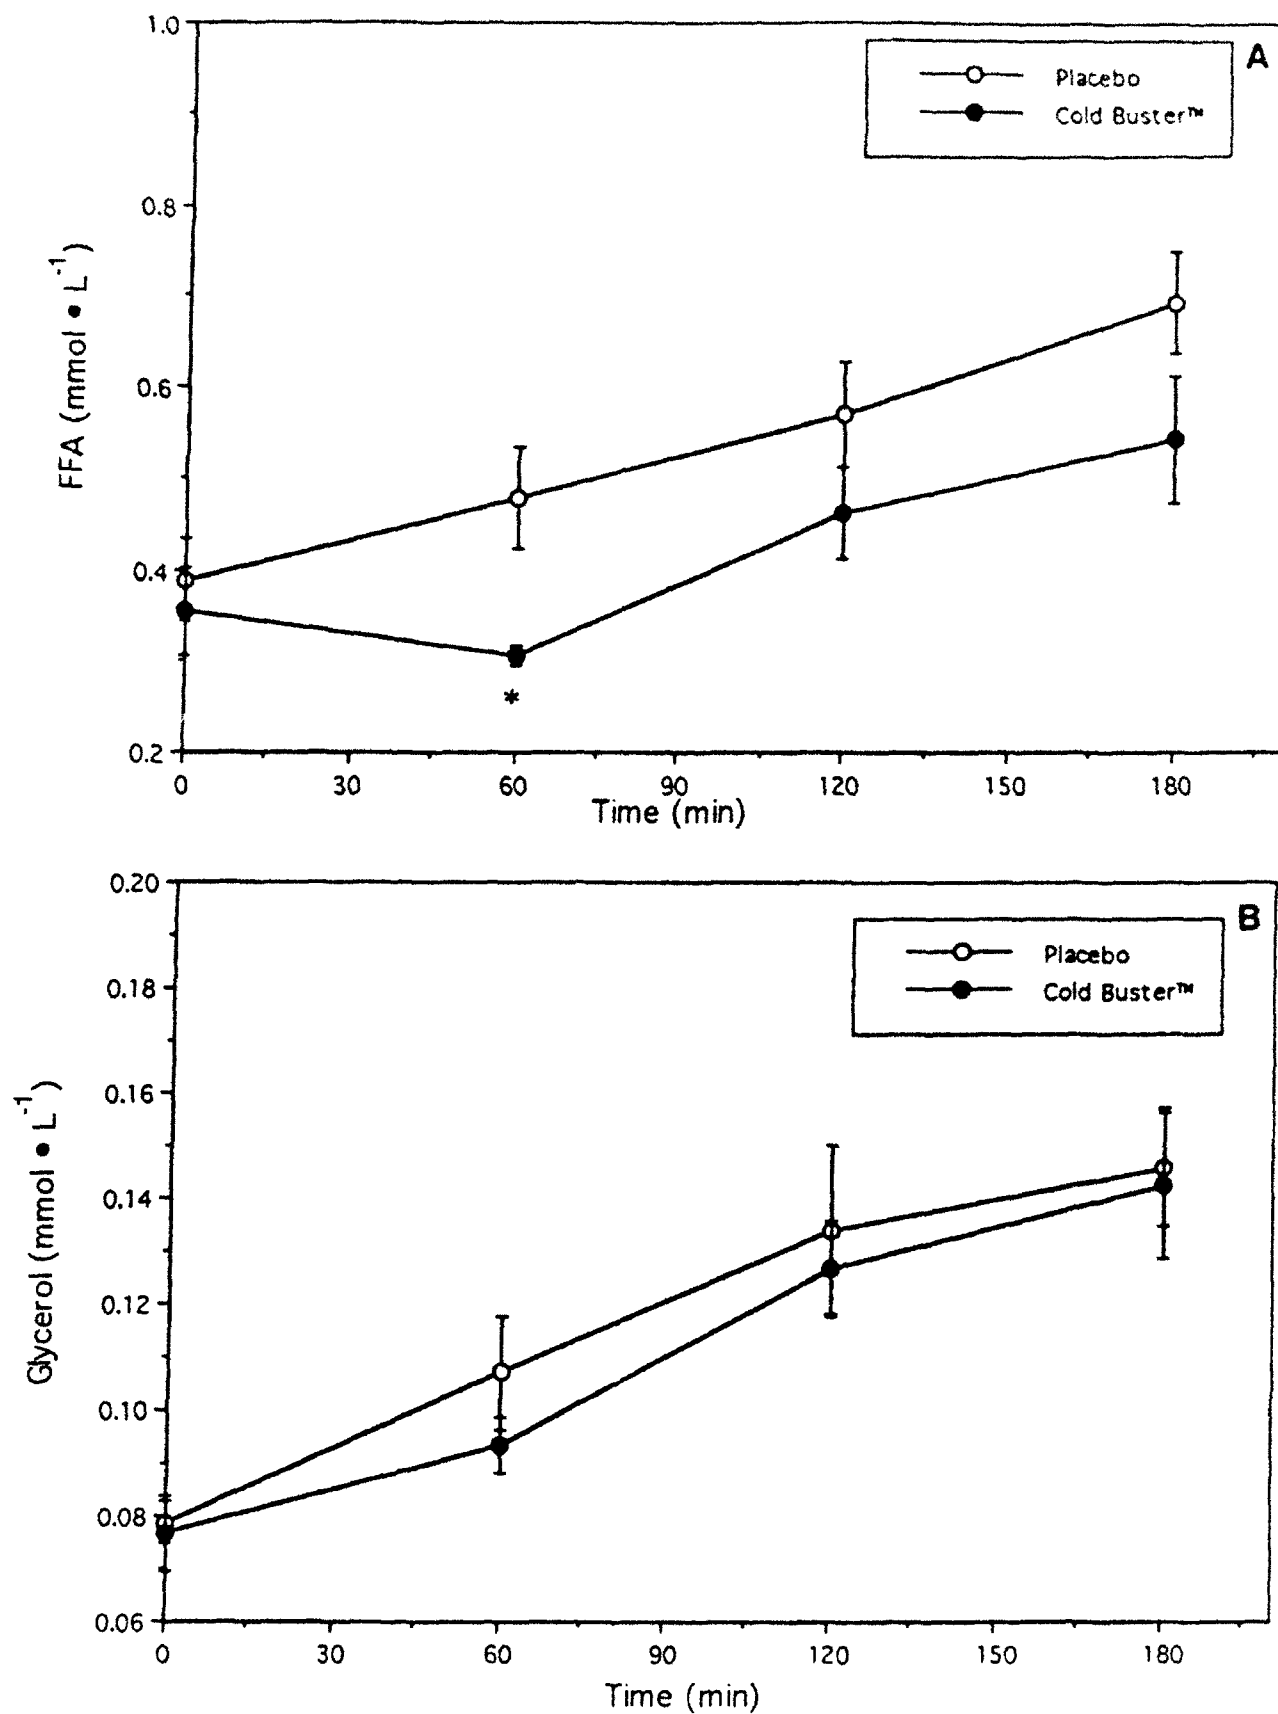 A
Placebo
Cold Buster™
1.0
0.8
0.6
0.4
0.2
FFA (mmol • L⁻¹)
*
0 30 60 90 120 150 180
Time (min)
B
Placebo
Cold Buster™
0.20
0.18
0.16
0.14
0.12
0.10
0.08
0.06
Glycerol (mmol • L⁻¹)
0 30 60 90 120 150 180
Time (min)